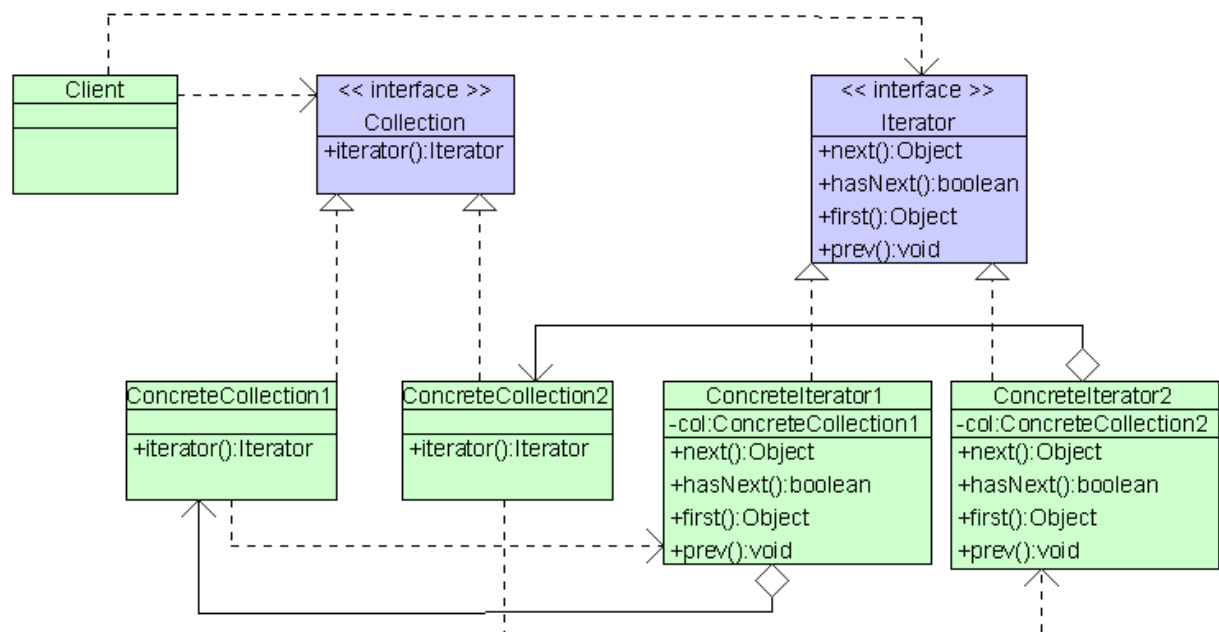 Client
<< interface >>
Collection
+iterator():Iterator
<< interface >>
Iterator
+next():Object
+hasNext():boolean
+first():Object
+prev():void
ConcreteCollection1
+iterator():Iterator
ConcreteCollection2
+iterator():Iterator
ConcreteIterator1
-col:ConcreteCollection1
+next():Object
+hasNext():boolean
+first():Object
+prev():void
ConcreteIterator2
-col:ConcreteCollection2
+next():Object
+hasNext():boolean
+first():Object
+prev():void